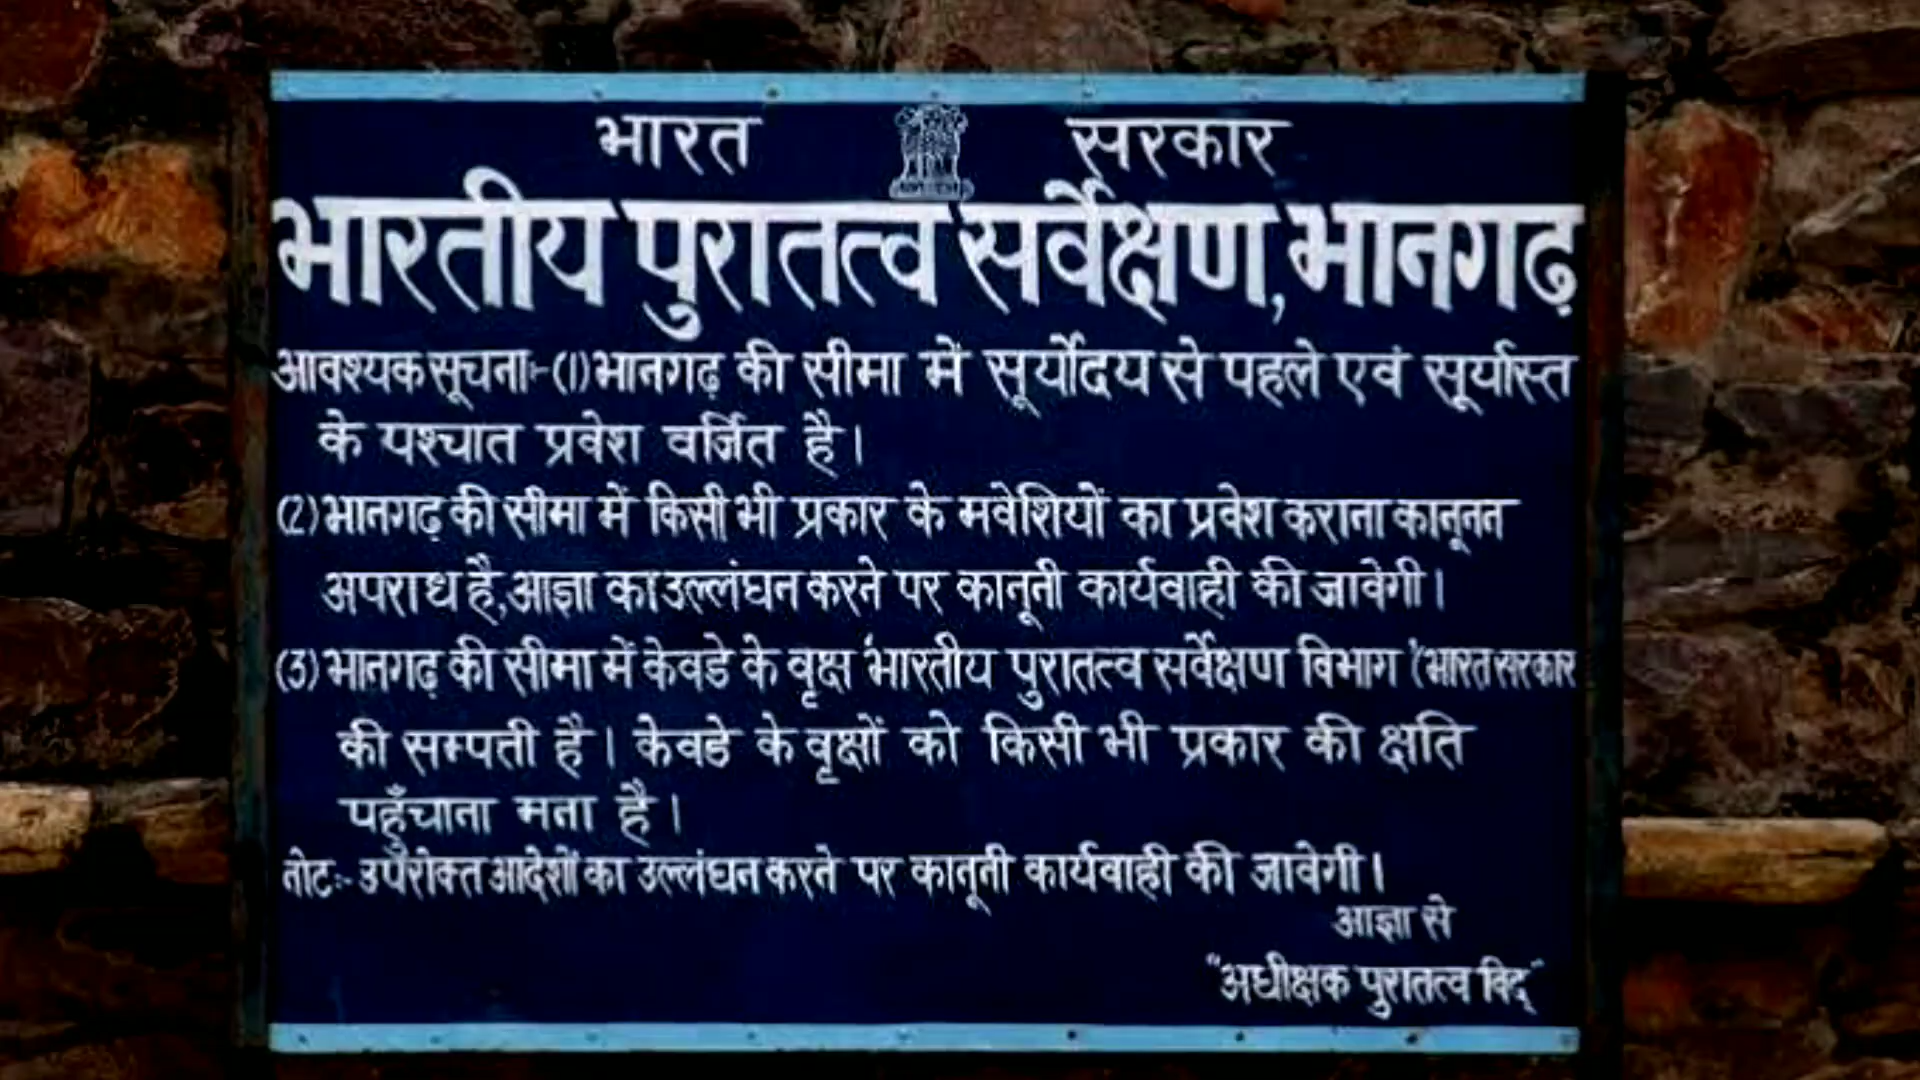 भारत सरकार
भारतीय पुरातत्व सर्वेक्षण, भानगढ़
आवश्यक सूचनाः-(1) भानगढ़ की सीमा में सूर्योदय से पहले एवं सूर्यास्त
के पश्चात प्रवेश वर्जित है।
(2) भानगढ़ की सीमा में किसी भी प्रकार के मवेशियों का प्रवेश कराना कानूनन
अपराध है, आज्ञा का उल्लंघन करने पर कानूनी कार्यवाही की जावेगी।
(3) भानगढ़ की सीमा में केवडे के वृक्ष 'भारतीय पुरातत्व सर्वेक्षण विभाग '(भारत सरकार
की सम्पती है। केवडे के वृक्षों को किसी भी प्रकार की क्षति
पहुँचाना मना है।
नोटः- उपरोक्त आदेशों का उल्लंघन करने पर कानूनी कार्यवाही की जावेगी।
आज्ञा से
"अधीक्षक पुरातत्व विद्"